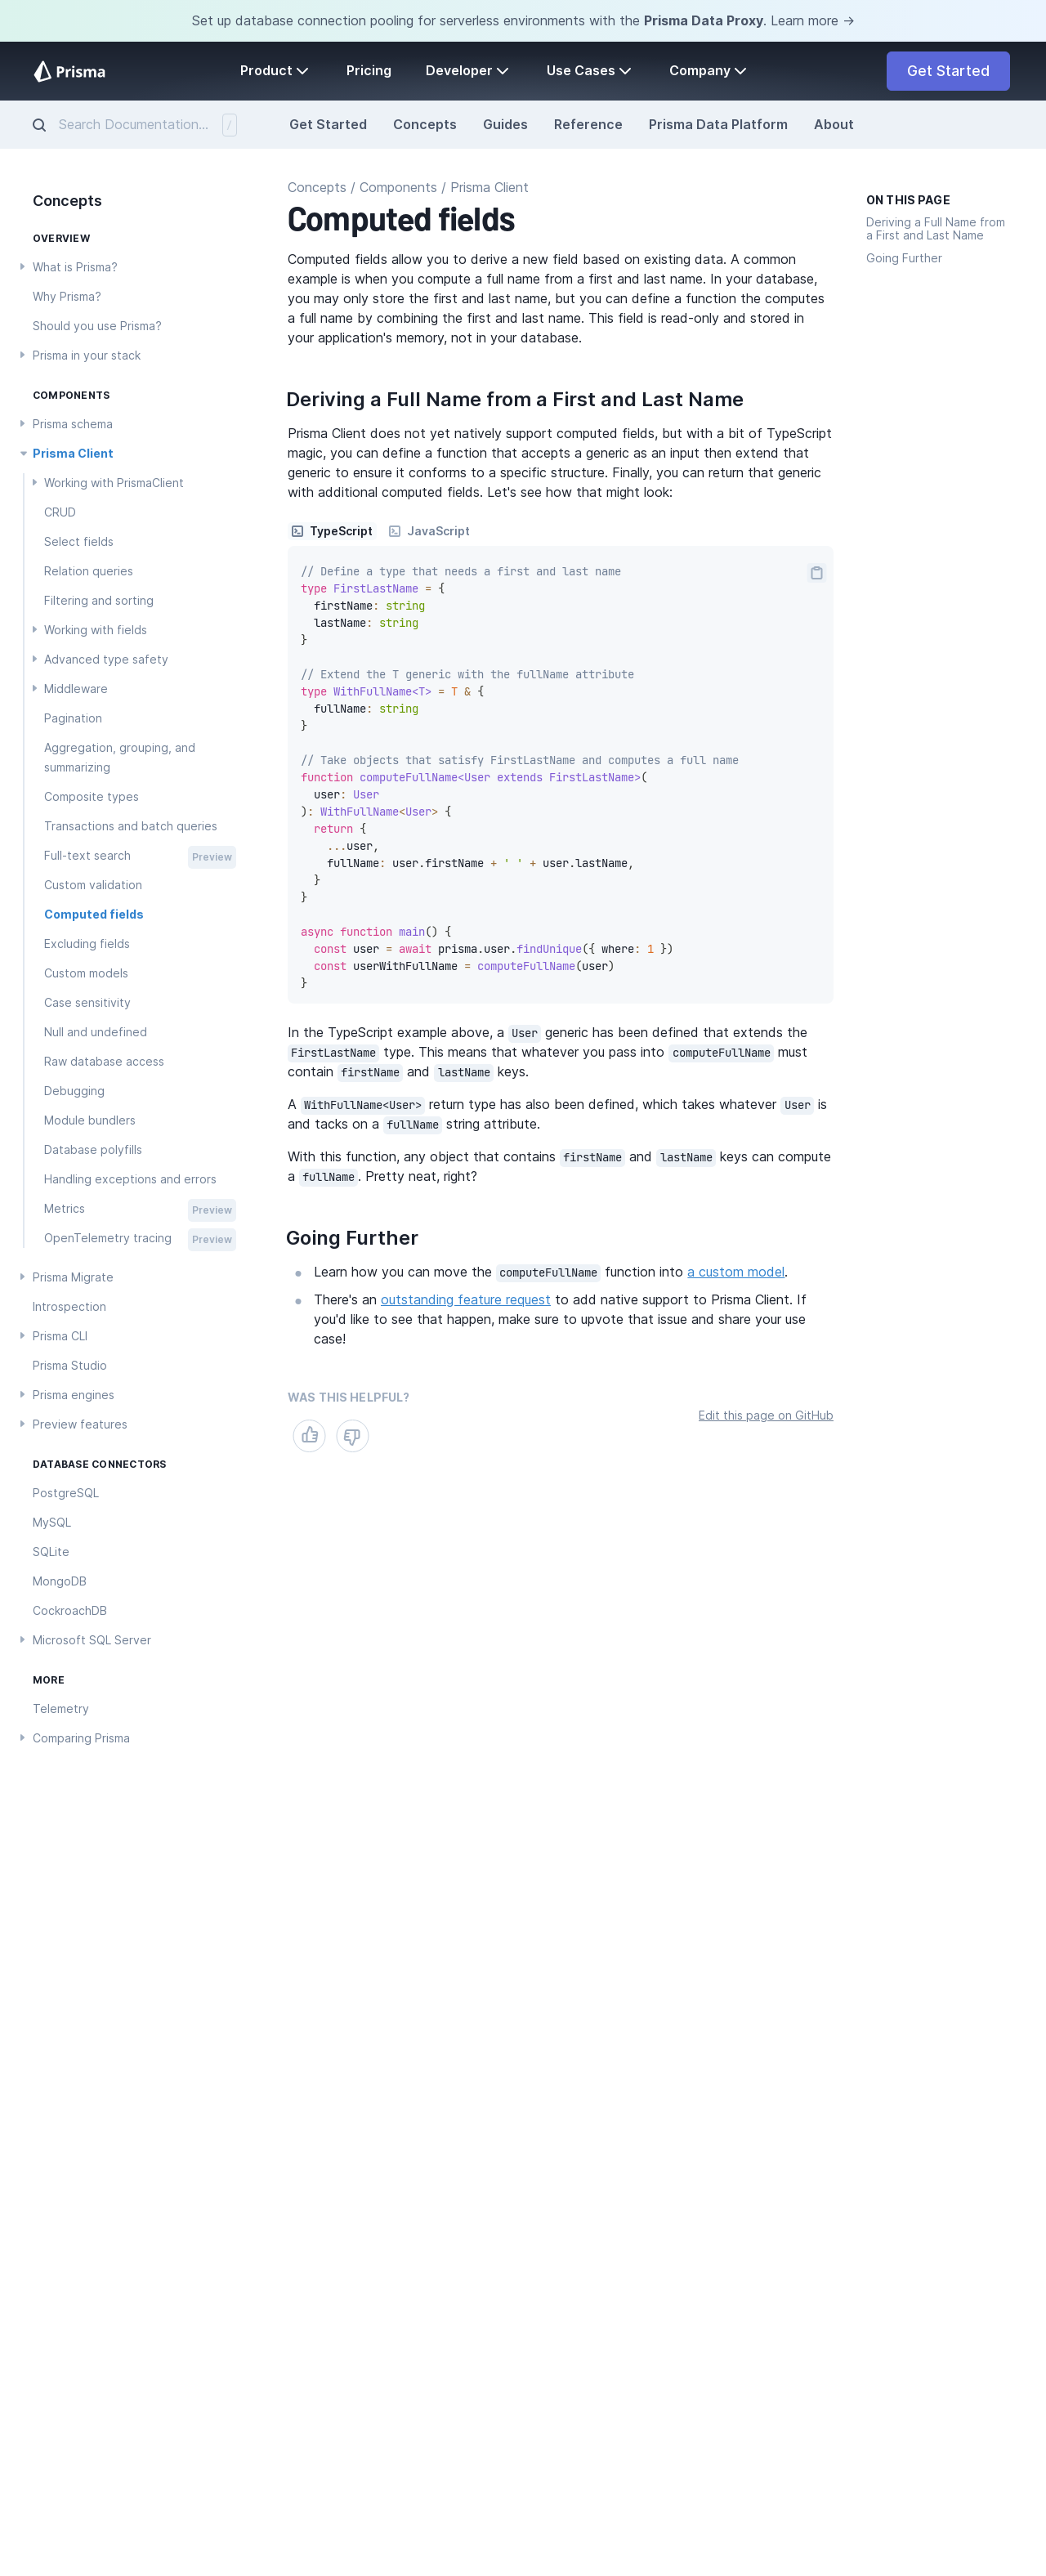 Set up database connection pooling for serverless environments with the Prisma Data Proxy. Learn more →
Prisma
Product
Pricing
Developer
Use Cases
Company
Get Started
Search Documentation...
/
Get Started
Concepts
Guides
Reference
Prisma Data Platform
About
Concepts
OVERVIEW
What is Prisma?
Why Prisma?
Should you use Prisma?
Prisma in your stack
COMPONENTS
Prisma schema
Prisma Client
Working with PrismaClient
CRUD
Select fields
Relation queries
Filtering and sorting
Working with fields
Advanced type safety
Middleware
Pagination
Aggregation, grouping, and
summarizing
Composite types
Transactions and batch queries
Full-text search Preview
Custom validation
Computed fields
Excluding fields
Custom models
Case sensitivity
Null and undefined
Raw database access
Debugging
Module bundlers
Database polyfills
Handling exceptions and errors
Metrics Preview
OpenTelemetry tracing Preview
Prisma Migrate
Introspection
Prisma CLI
Prisma Studio
Prisma engines
Preview features
DATABASE CONNECTORS
PostgreSQL
MySQL
SQLite
MongoDB
CockroachDB
Microsoft SQL Server
MORE
Telemetry
Comparing Prisma
Concepts / Components / Prisma Client
Computed fields
Computed fields allow you to derive a new field based on existing data. A common
example is when you compute a full name from a first and last name. In your database,
you may only store the first and last name, but you can define a function the computes
a full name by combining the first and last name. This field is read-only and stored in
your application's memory, not in your database.
Deriving a Full Name from a First and Last Name
Prisma Client does not yet natively support computed fields, but with a bit of TypeScript
magic, you can define a function that accepts a generic as an input then extend that
generic to ensure it conforms to a specific structure. Finally, you can return that generic
with additional computed fields. Let's see how that might look:
TypeScript
JavaScript
// Define a type that needs a first and last name
type FirstLastName = {
  firstName: string
  lastName: string
}
// Extend the T generic with the fullName attribute
type WithFullName<T> = T & {
  fullName: string
}
// Take objects that satisfy FirstLastName and computes a full name
function computeFullName<User extends FirstLastName>(
  user: User
): WithFullName<User> {
  return {
    ...user,
    fullName: user.firstName + ' ' + user.lastName,
  }
}
async function main() {
  const user = await prisma.user.findUnique({ where: 1 })
  const userWithFullName = computeFullName(user)
}
In the TypeScript example above, a User generic has been defined that extends the
FirstLastName type. This means that whatever you pass into computeFullName must
contain firstName and lastName keys.
A WithFullName<User> return type has also been defined, which takes whatever User is
and tacks on a fullName string attribute.
With this function, any object that contains firstName and lastName keys can compute
a fullName. Pretty neat, right?
Going Further
Learn how you can move the computeFullName function into a custom model.
There's an outstanding feature request to add native support to Prisma Client. If
you'd like to see that happen, make sure to upvote that issue and share your use
case!
WAS THIS HELPFUL?
Edit this page on GitHub
ON THIS PAGE
Deriving a Full Name from
a First and Last Name
Going Further